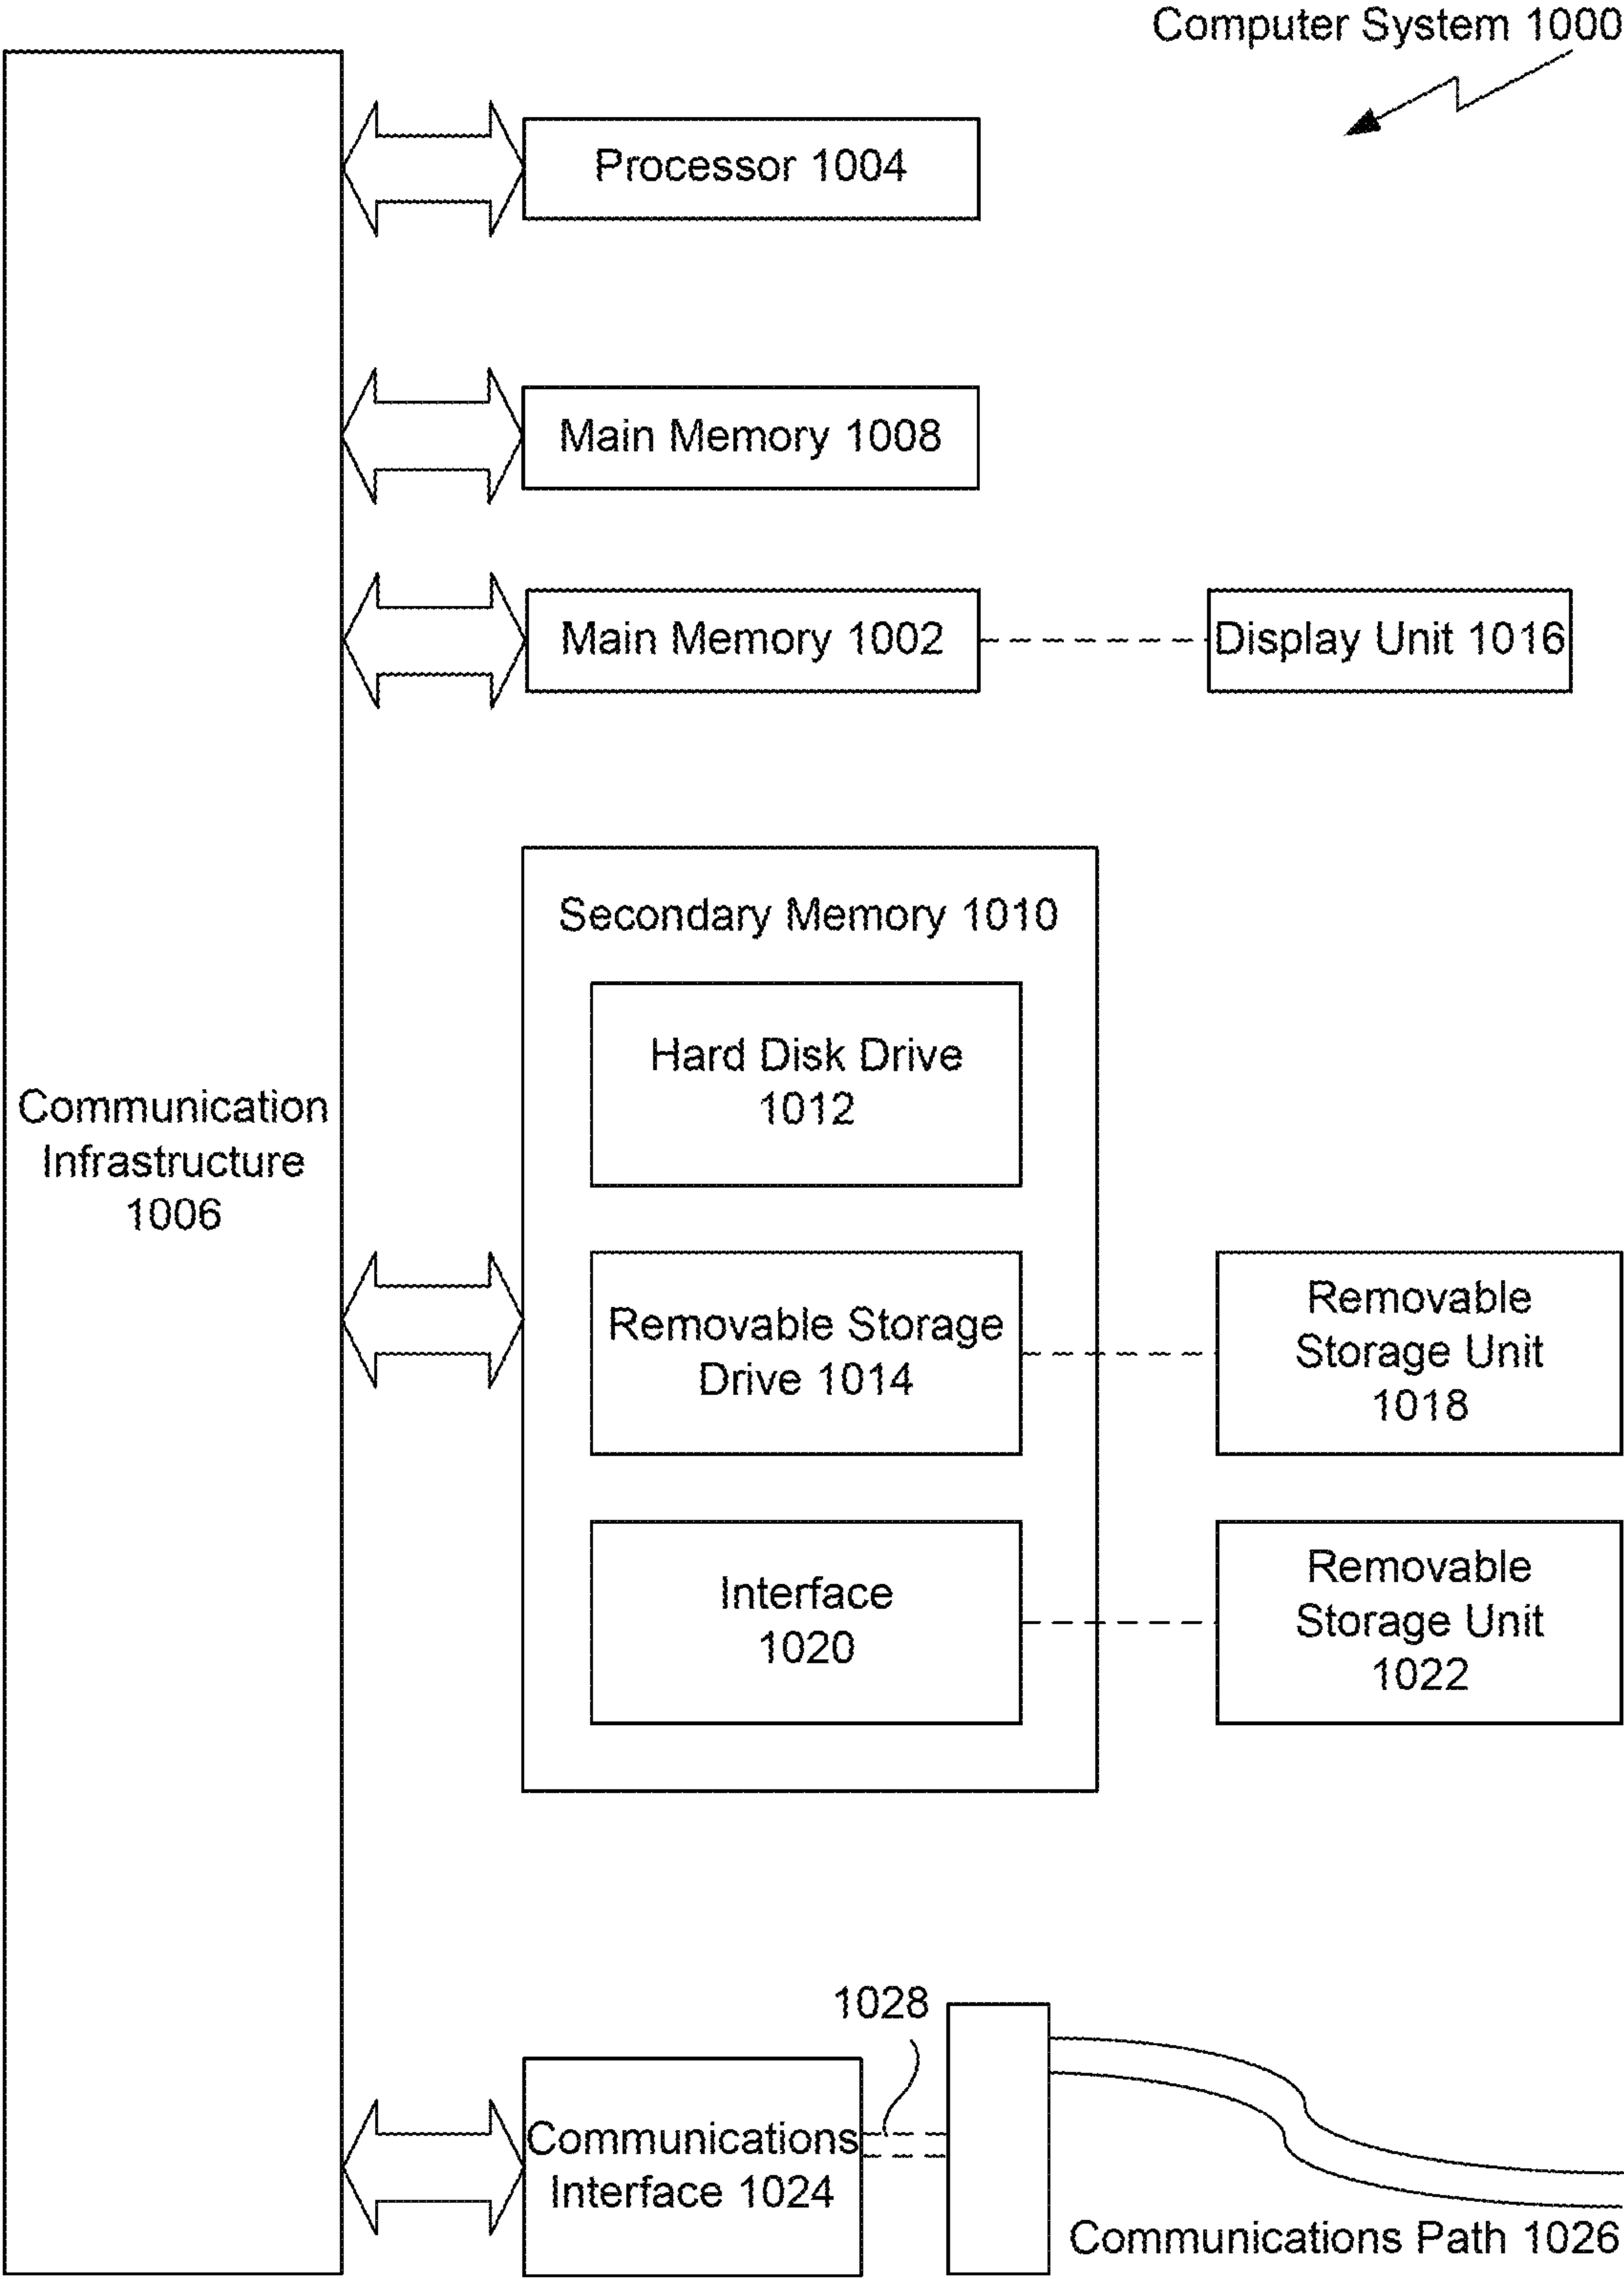 Computer System 1000
Processor 1004
Main Memory 1008
Main Memory 1002
Display Unit 1016
Secondary Memory 1010
Hard Disk Drive
1012
Communication
Infrastructure
1006
Removable Storage
Drive 1014
Removable
Storage Unit
1018
Interface
1020
Removable
Storage Unit
1022
1028
Communications
Interface 1024
Communications Path 1026